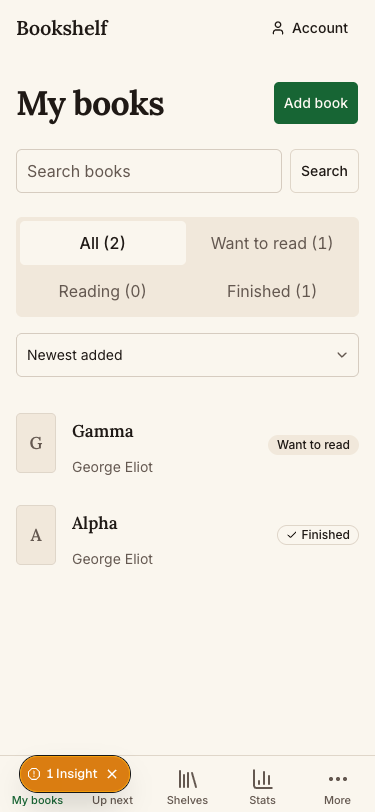 Bookshelf
Account
My books
Add book
Search books
Search
All (2)
Want to read (1)
Reading (0)
Finished (1)
Newest added
G
Gamma
George Eliot
Want to read
A
Alpha
George Eliot
Finished
1 Insight
My books
Up next
Shelves
Stats
More